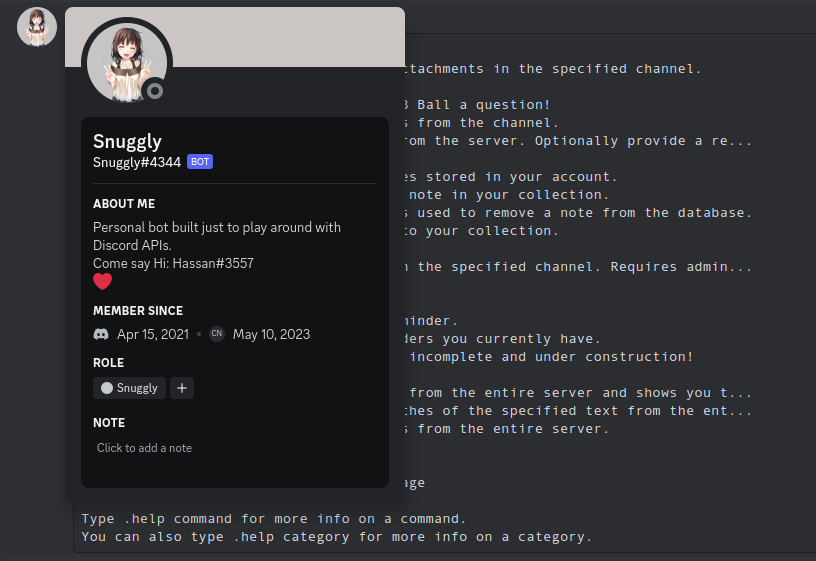 Snuggly
Snuggly#4344 BOT
ABOUT ME
Personal bot built just to play around with
Discord APIs.
Come say Hi: Hassan#3557
MEMBER SINCE
Apr 15, 2021 • CN May 10, 2023
ROLE
Snuggly +
NOTE
Click to add a note
attachments in the specified channel.
8 Ball a question!
s from the channel.
from the server. Optionally provide a re...
es stored in your account.
note in your collection.
s used to remove a note from the database.
to your collection.
n the specified channel. Requires admin...
minder.
ders you currently have.
incomplete and under construction!
from the entire server and shows you t...
ches of the specified text from the ent...
s from the entire server.
age
Type .help command for more info on a command.
You can also type .help category for more info on a category.